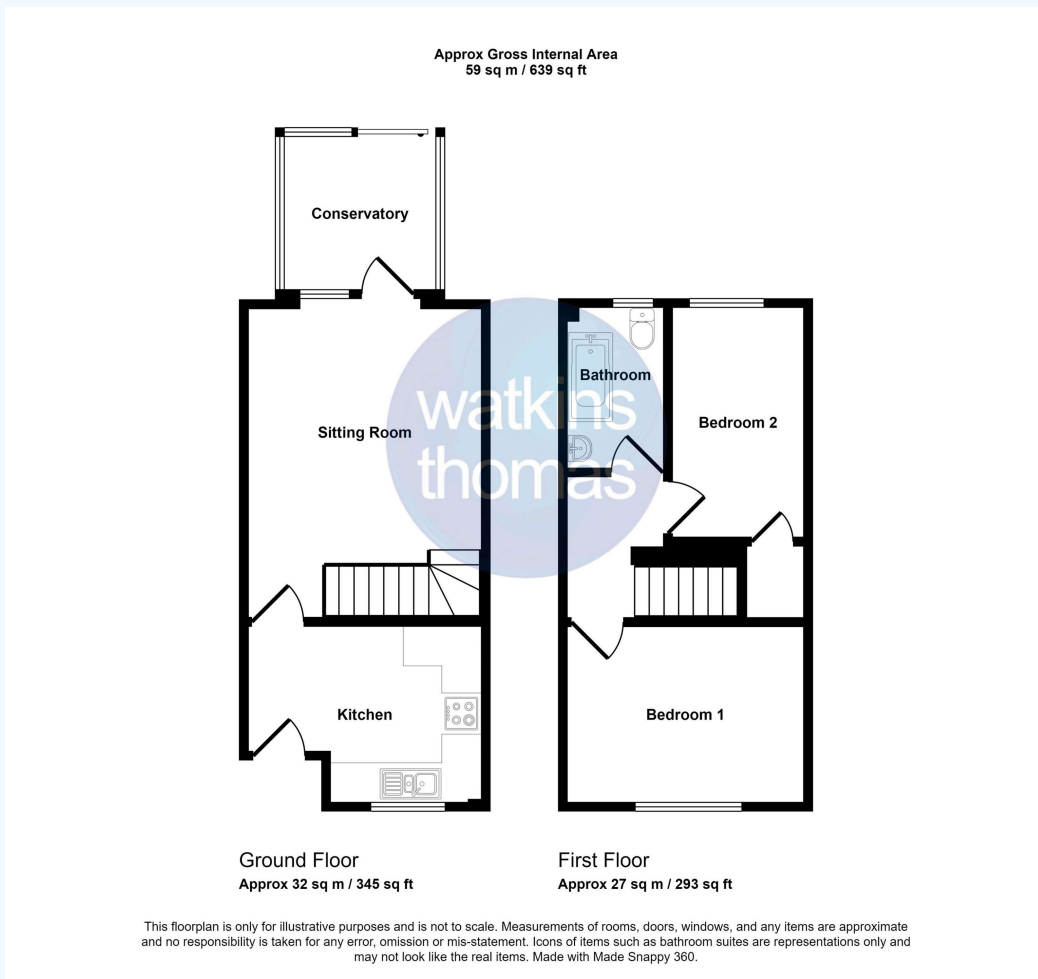 Approx Gross Internal Area
59 sq m / 639 sq ft
Conservatory
Sitting Room
Kitchen
Bathroom
Bedroom 2
Bedroom 1
watkins
thomas
Ground Floor
Approx 32 sq m / 345 sq ft
First Floor
Approx 27 sq m / 293 sq ft
This floorplan is only for illustrative purposes and is not to scale. Measurements of rooms, doors, windows, and any items are approximate
and no responsibility is taken for any error, omission or mis-statement. Icons of items such as bathroom suites are representations only and
may not look like the real items. Made with Made Snappy 360.